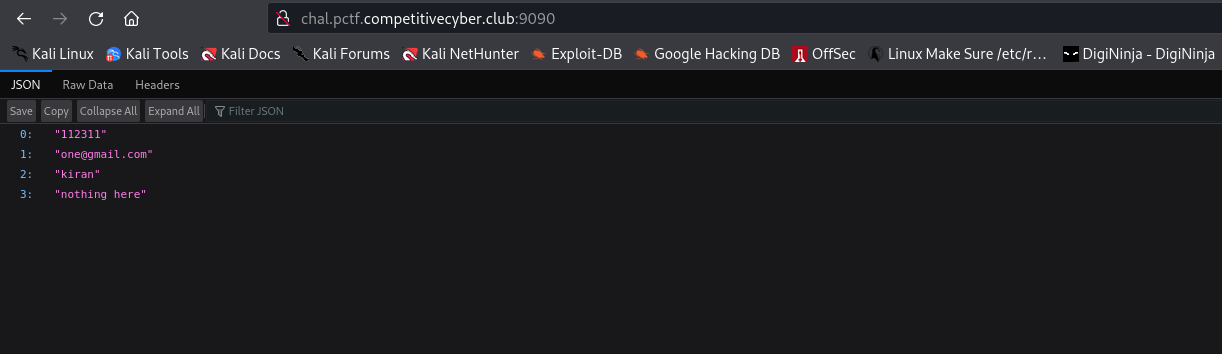 chal.pctf.competitivecyber.club:9090
Kali Linux Kali Tools Kali Docs Kali Forums Kali NetHunter Exploit-DB Google Hacking DB OffSec Linux Make Sure /etc/r… DigiNinja - DigiNinja
JSON Raw Data Headers
Save Copy Collapse All Expand All Filter JSON
0: "112311"
1: "one@gmail.com"
2: "kiran"
3: "nothing here"